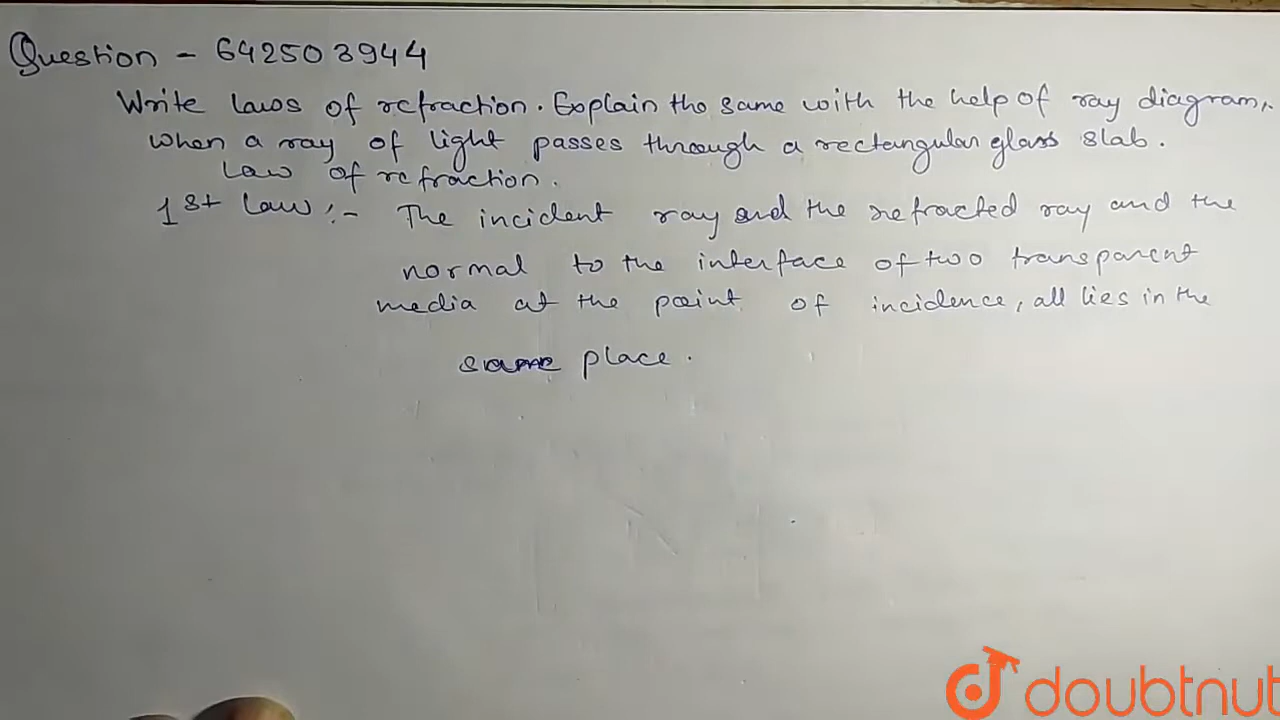 Question - 642503944
Write laws of refraction. Explain the same with the help of ray diagram,
when a ray of light passes through a rectangular glass slab.
Law of refraction.
1st Law :- The incident ray and the refracted ray and the
normal to the interface of two transparent
media at the point of incidence, all lies in the
same place.
doubtnut